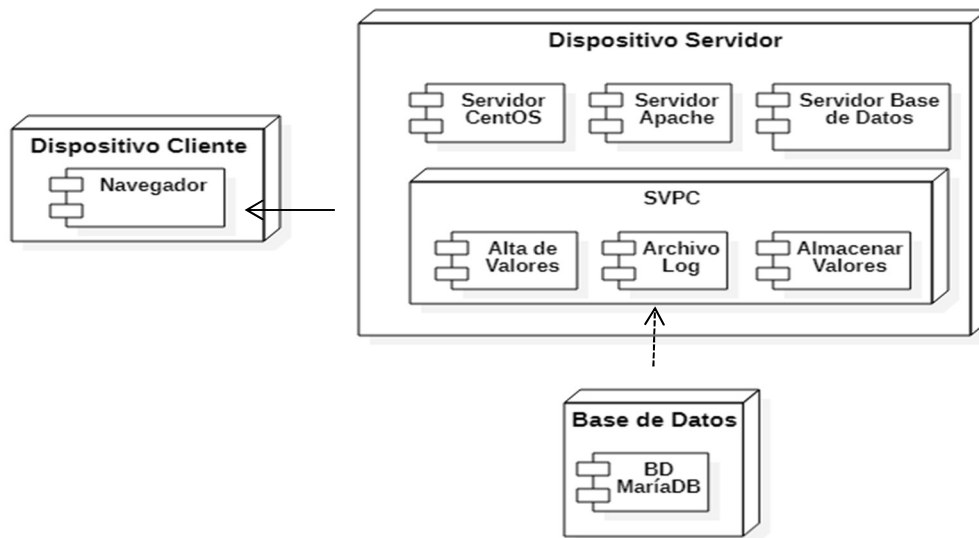 Dispositivo Servidor
Servidor
CentOS
Servidor
Apache
Servidor Base
de Datos
Dispositivo Cliente
Navegador
SVPC
Alta de
Valores
Archivo
Log
Almacenar
Valores
Base de Datos
BD
MaríaDB